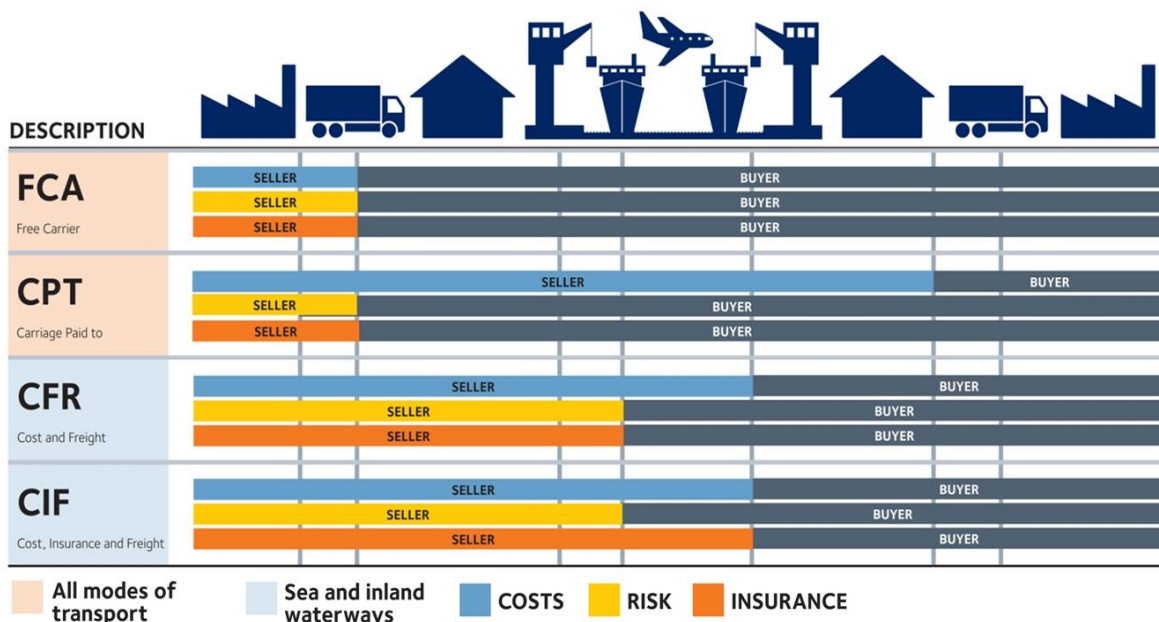 DESCRIPTION
FCA
Free Carrier
SELLER BUYER
SELLER BUYER
SELLER BUYER
CPT
Carriage Paid to
SELLER BUYER
SELLER BUYER
SELLER BUYER
CFR
Cost and Freight
SELLER BUYER
SELLER BUYER
SELLER BUYER
CIF
Cost, Insurance and Freight
SELLER BUYER
SELLER BUYER
SELLER BUYER
All modes of
transport
Sea and inland
waterways
COSTS
RISK
INSURANCE